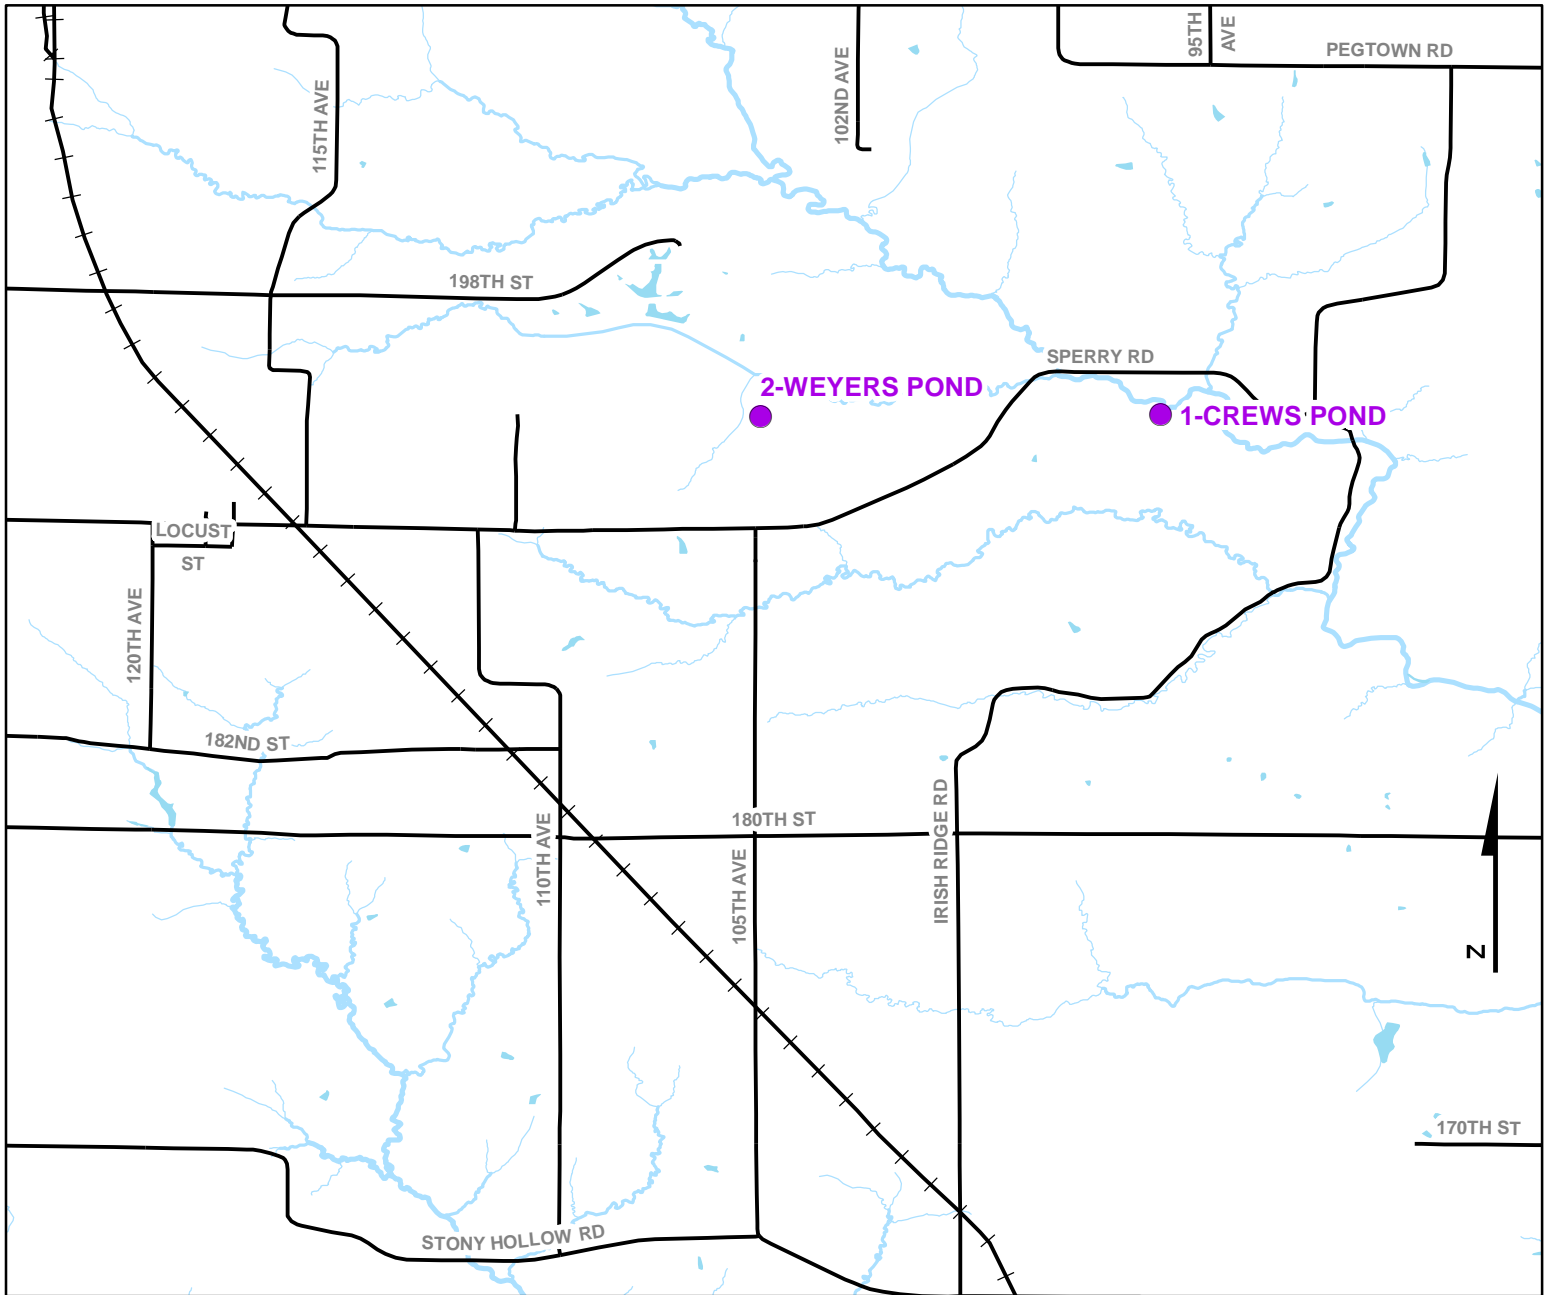 95TH
AVE
PEGTOWN RD
102ND AVE
115TH AVE
198TH ST
SPERRY RD
2-WEYERS POND
1-CREWS POND
LOCUST
ST
120TH AVE
182ND ST
180TH ST
IRISH RIDGE RD
110TH AVE
105TH AVE
N
170TH ST
STONY HOLLOW RD